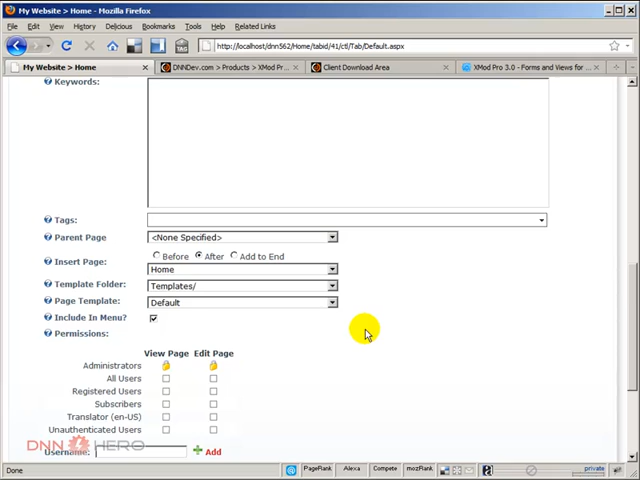 My Website > Home - Mozilla Firefox
File Edit View History Delicious Bookmarks Tools Help Related Links
TAG http://localhost/dnn562/Home/tabid/41/ctl/Tab/Default.aspx
My Website > Home DNNDev.com > Products > XMod Pr... Client Download Area XMod Pro 3.0 - Forms and Views for ...
Keywords:
Tags:
Parent Page <None Specified>
Before After Add to End
Insert Page: Home
Template Folder: Templates/
Page Template: Default
Include In Menu?
Permissions:
View Page Edit Page
Administrators
All Users
Registered Users
Subscribers
Translator (en-US)
Unauthenticated Users
DNN HERO
Username: Add
Done PageRank Alexa Compete mozRank private